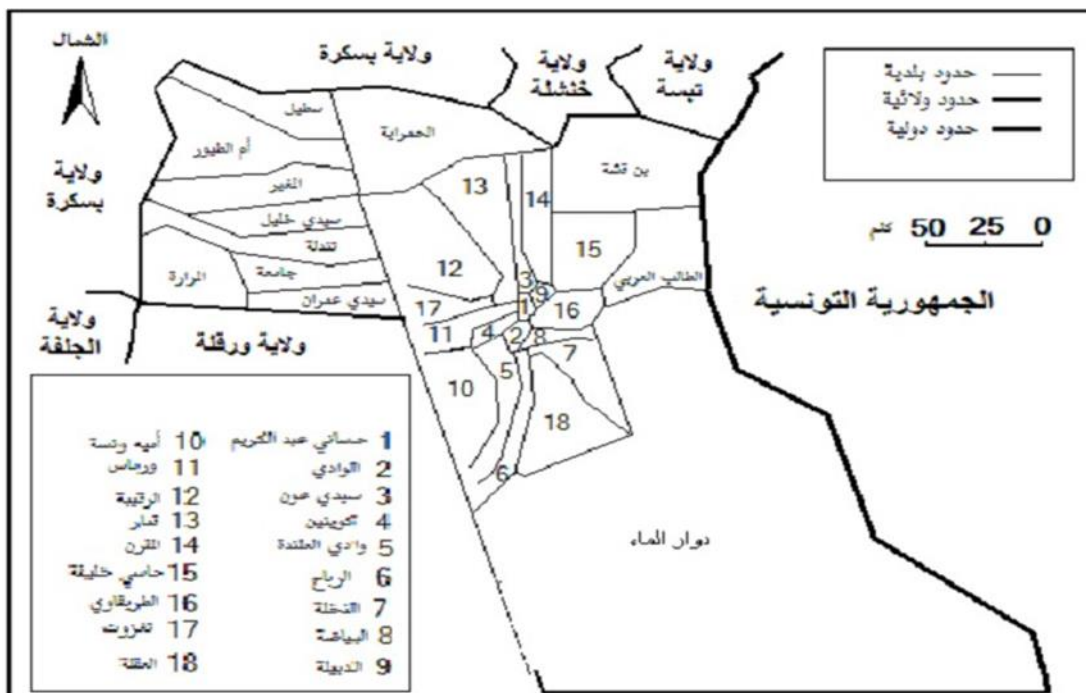 الشمال
ولاية بسكرة
ولاية
خنشلة
ولاية
تبسة
حدود بلدية
حدود ولائية
حدود دولية
سطيل
الحمراية
أم الطيور
بن قشة
ولاية
بسكرة
المغير
13
14
سيدي خليل
كلم 50 25 0
تندلة
12
15
الطالب العربي
المرارة
جامعة
3
9
الجمهورية التونسية
سيدي عمران
17
1
16
ولاية
الجلفة
ولاية ورقلة
11
4
2
8
7
10
5
18
6
دوار الماء
1 حساني عبد الكريم
2 الوادي
3 سيدي عون
4 كوينين
5 وادي العلندة
6 الرباح
7 النخلة
8 البياضة
9 الدبيلة
10 أميه ونسة
11 ورماس
12 الرقيبة
13 قمار
14 المقرن
15 حاسي خليفة
16 الطريفاوي
17 تغزوت
18 العقلة